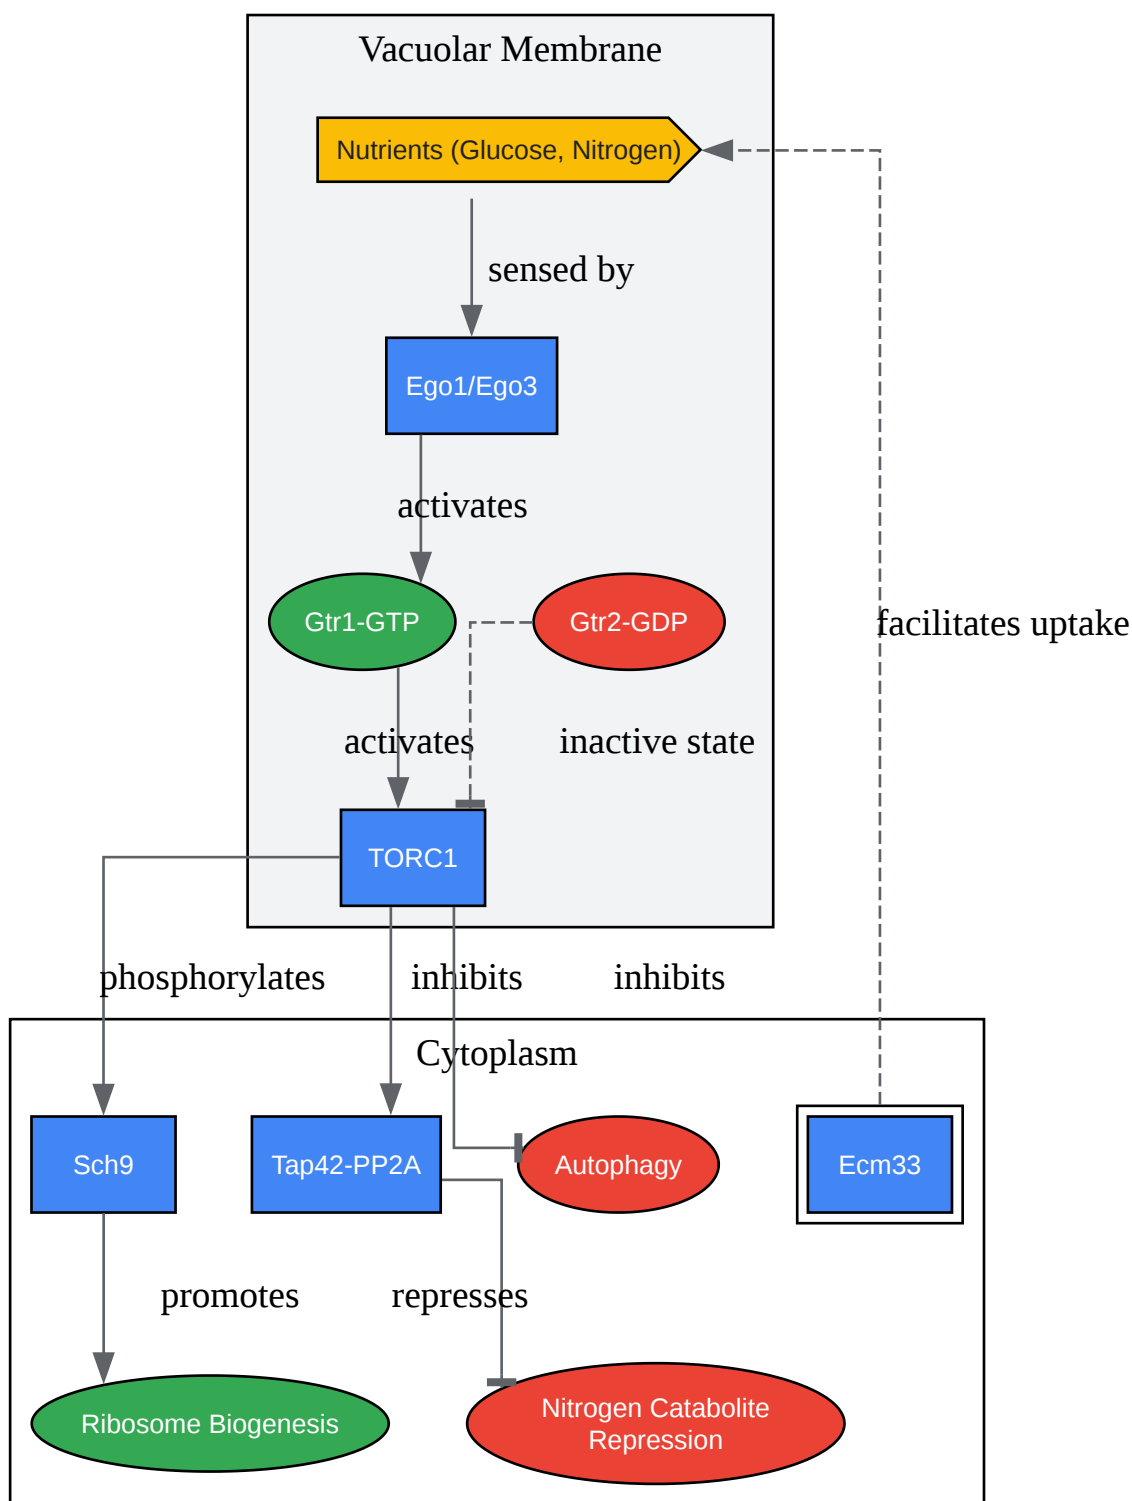 Vacuolar Membrane
Nutrients (Glucose, Nitrogen)
sensed by
Ego1/Ego3
activates
Gtr1-GTP
Gtr2-GDP
facilitates uptake
activates
inactive state
TORC1
phosphorylates
inhibits
inhibits
Cytoplasm
Sch9
Tap42-PP2A
Autophagy
Ecm33
promotes
represses
Ribosome Biogenesis
Nitrogen Catabolite
Repression